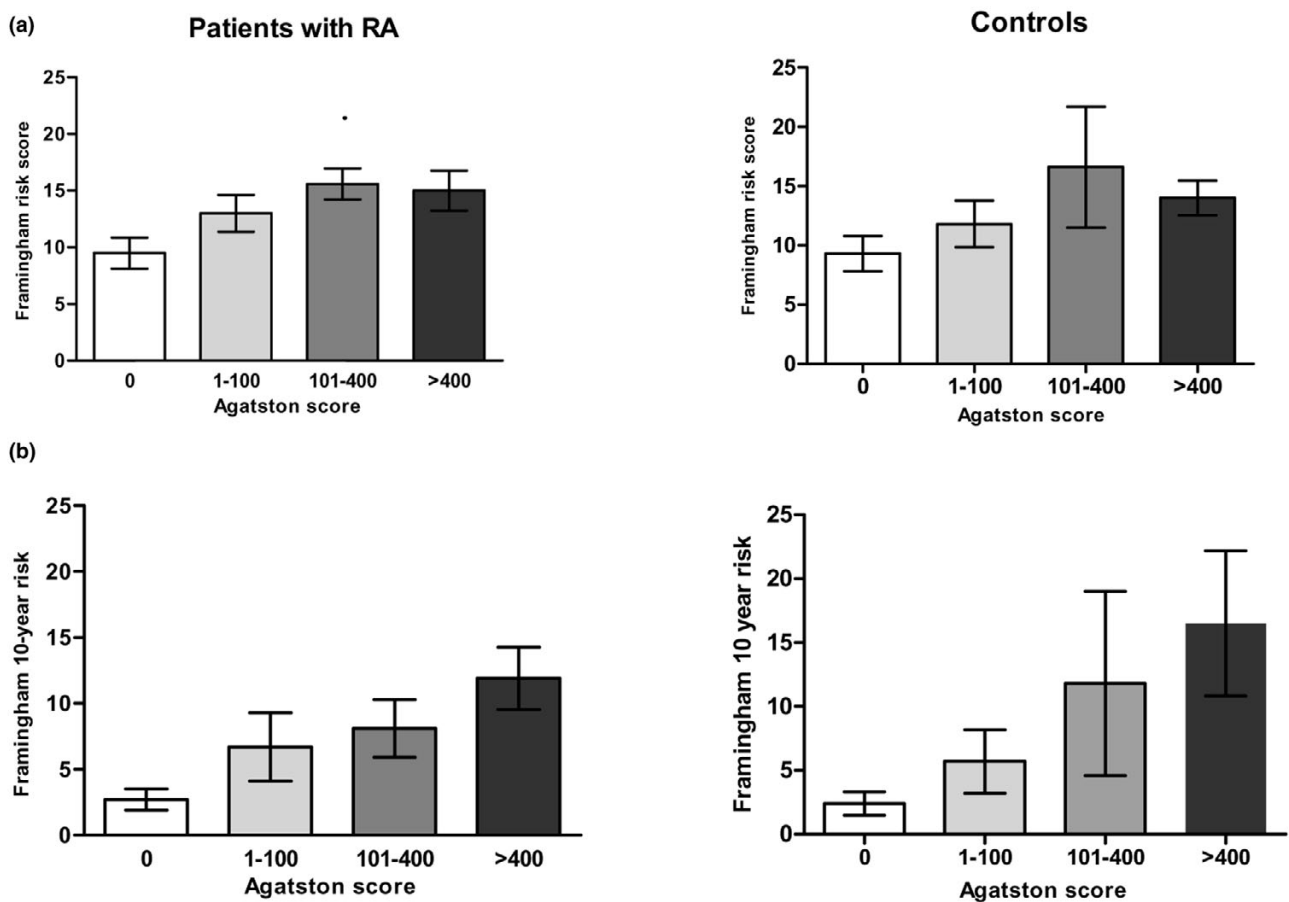 (a)
Patients with RA
Controls
Framingham risk score
25
20
15
10
5
0
0 1-100 101-400 >400
Agatston score
Framingham risk score
25
20
15
10
5
0
0 1-100 101-400 >400
Agatston score
(b)
Framingham 10-year risk
25
20
15
10
5
0
0 1-100 101-400 >400
Agatston score
Framingham 10 year risk
25
20
15
10
5
0
0 1-100 101-400 >400
Agatston score